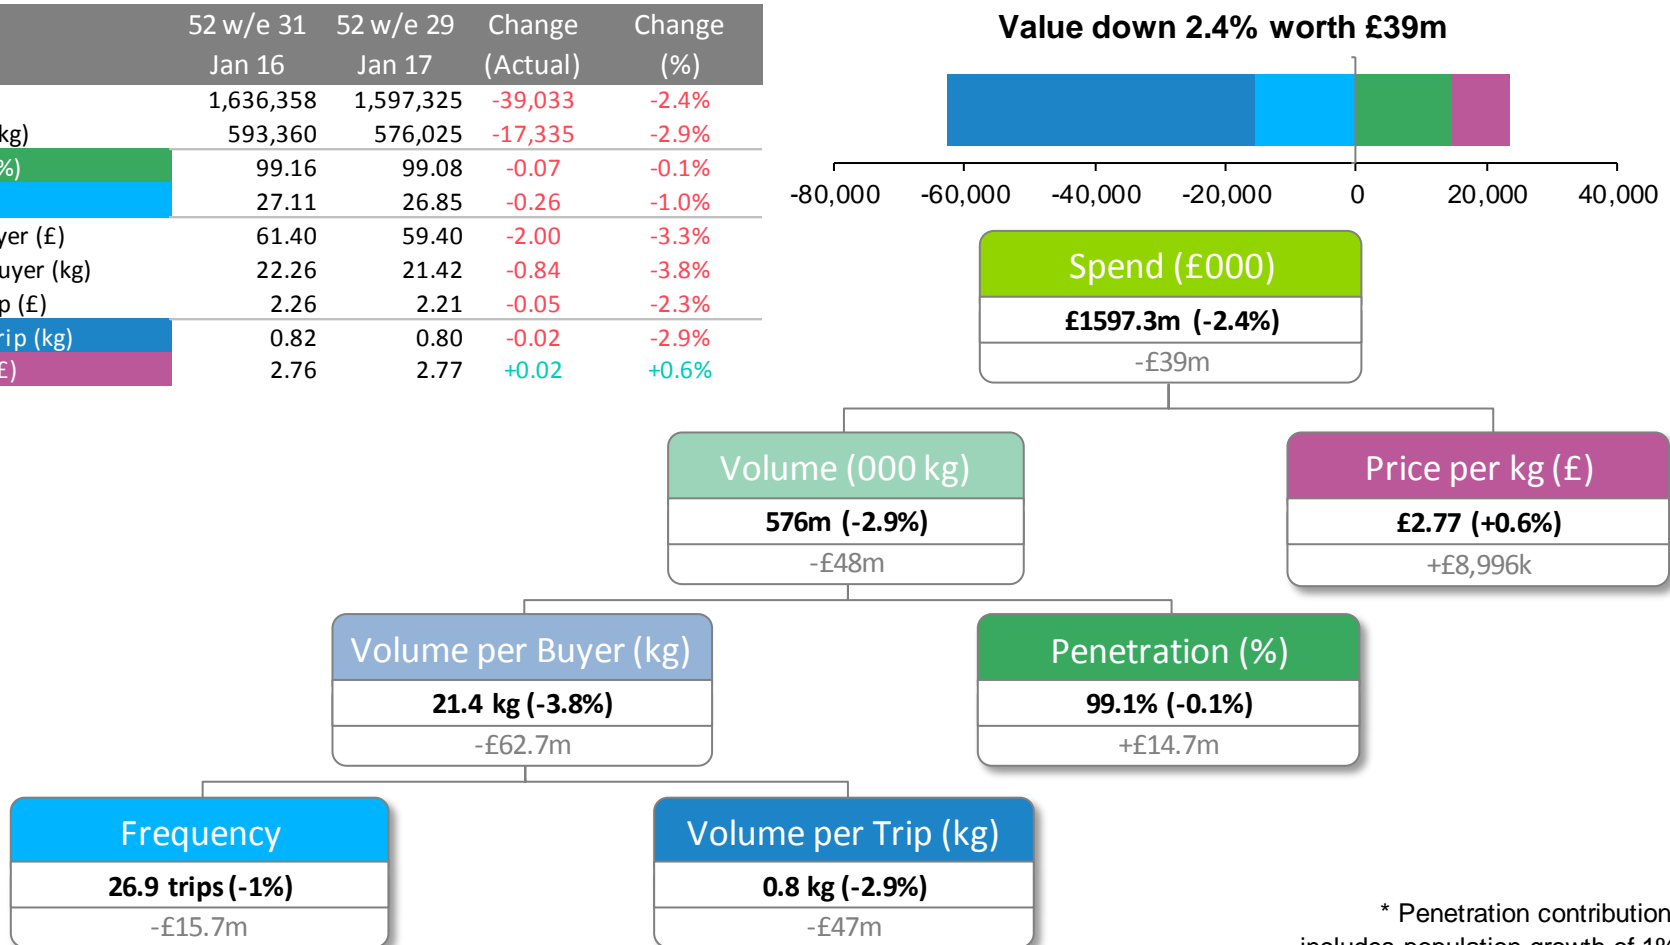 52 w/e 31 52 w/e 29 Change Change
Jan 16 Jan 17 (Actual) (%)
1,636,358 1,597,325 -39,033 -2.4%
kg) 593,360 576,025 -17,335 -2.9%
%) 99.16 99.08 -0.07 -0.1%
27.11 26.85 -0.26 -1.0%
yer (£) 61.40 59.40 -2.00 -3.3%
uyer (kg) 22.26 21.42 -0.84 -3.8%
p (£) 2.26 2.21 -0.05 -2.3%
rip (kg) 0.82 0.80 -0.02 -2.9%
£) 2.76 2.77 +0.02 +0.6%
Value down 2.4% worth £39m
-80,000 -60,000 -40,000 -20,000 0 20,000 40,000
Spend (£000)
£1597.3m (-2.4%)
-£39m
Volume (000 kg)
576m (-2.9%)
-£48m
Price per kg (£)
£2.77 (+0.6%)
+£8,996k
Volume per Buyer (kg)
21.4 kg (-3.8%)
-£62.7m
Penetration (%)
99.1% (-0.1%)
+£14.7m
Frequency
26.9 trips (-1%)
-£15.7m
Volume per Trip (kg)
0.8 kg (-2.9%)
-£47m
* Penetration contribution
includes population growth of 1%